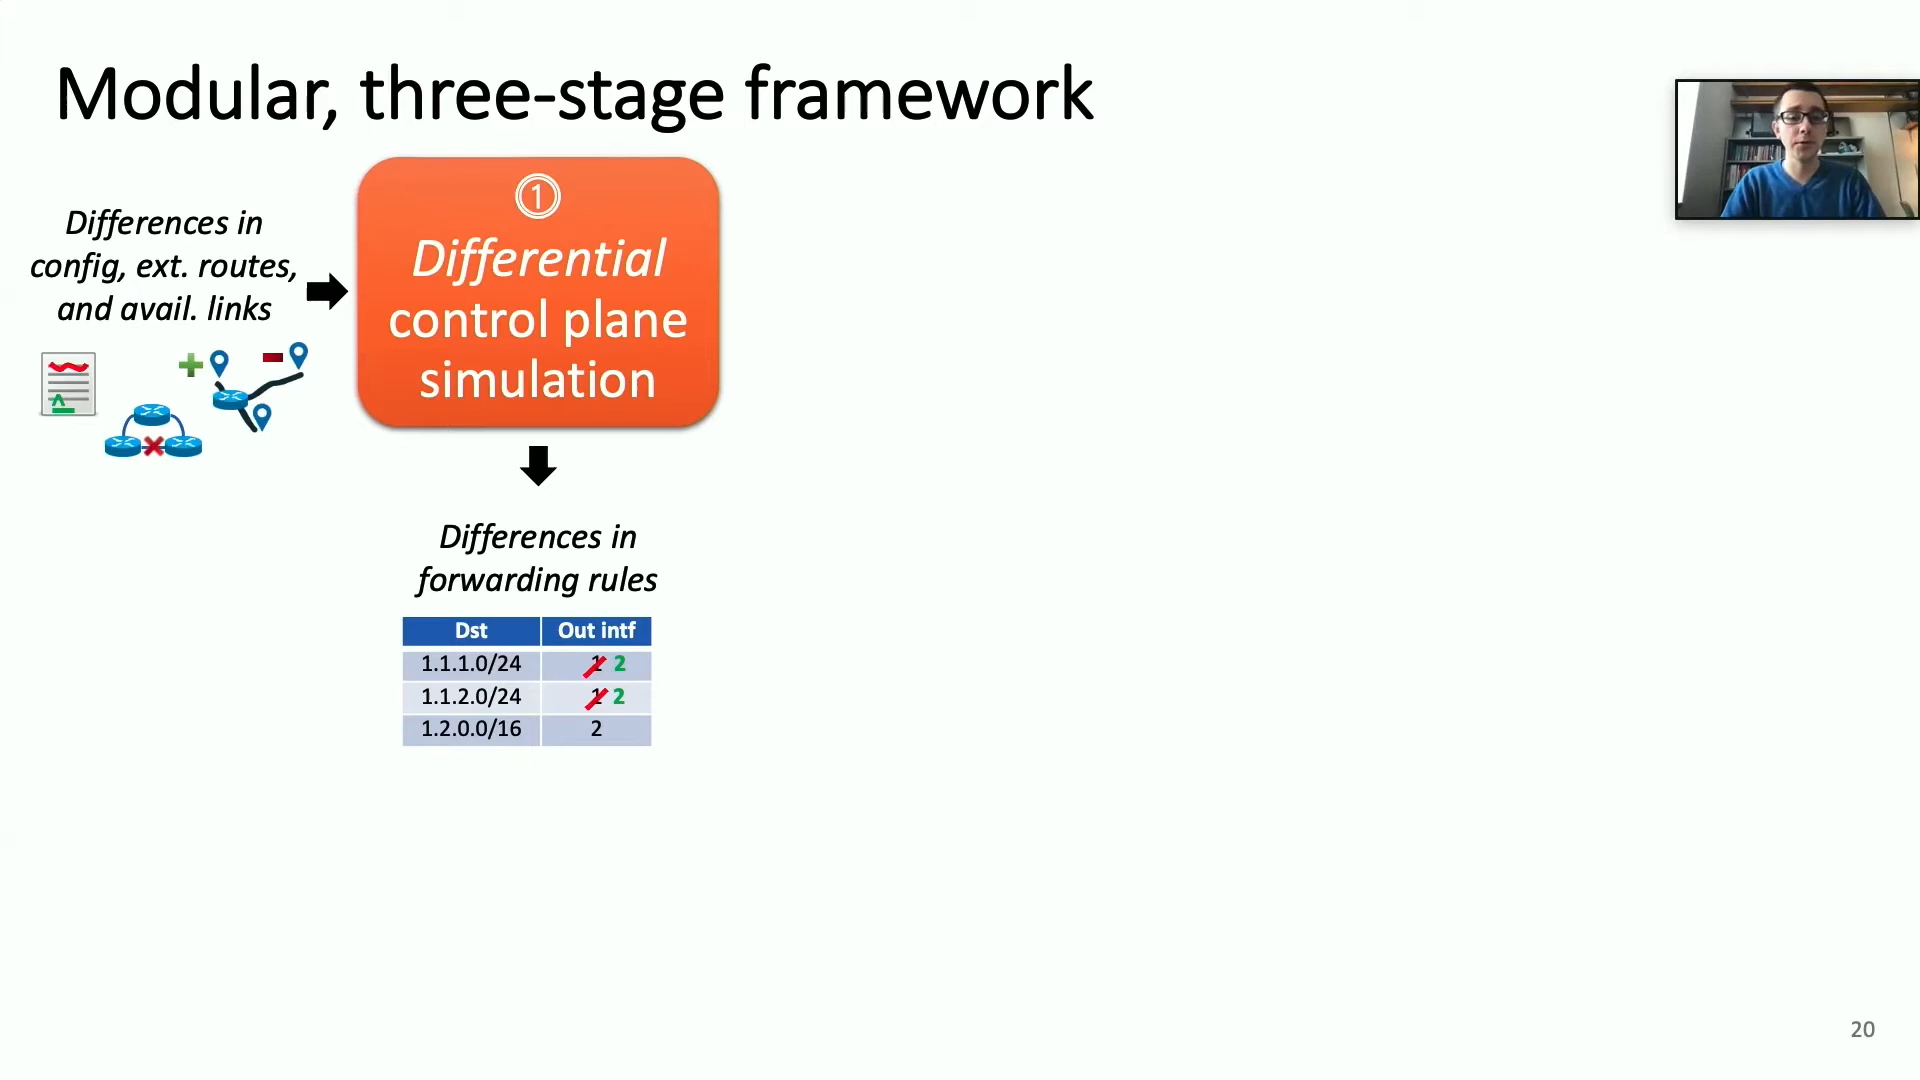 Modular, three-stage framework
Differences in
config, ext. routes,
and avail. links
1
Differential
control plane
simulation
Differences in
forwarding rules
Dst Out intf
1.1.1.0/24 1 2
1.1.2.0/24 1 2
1.2.0.0/16 2
20